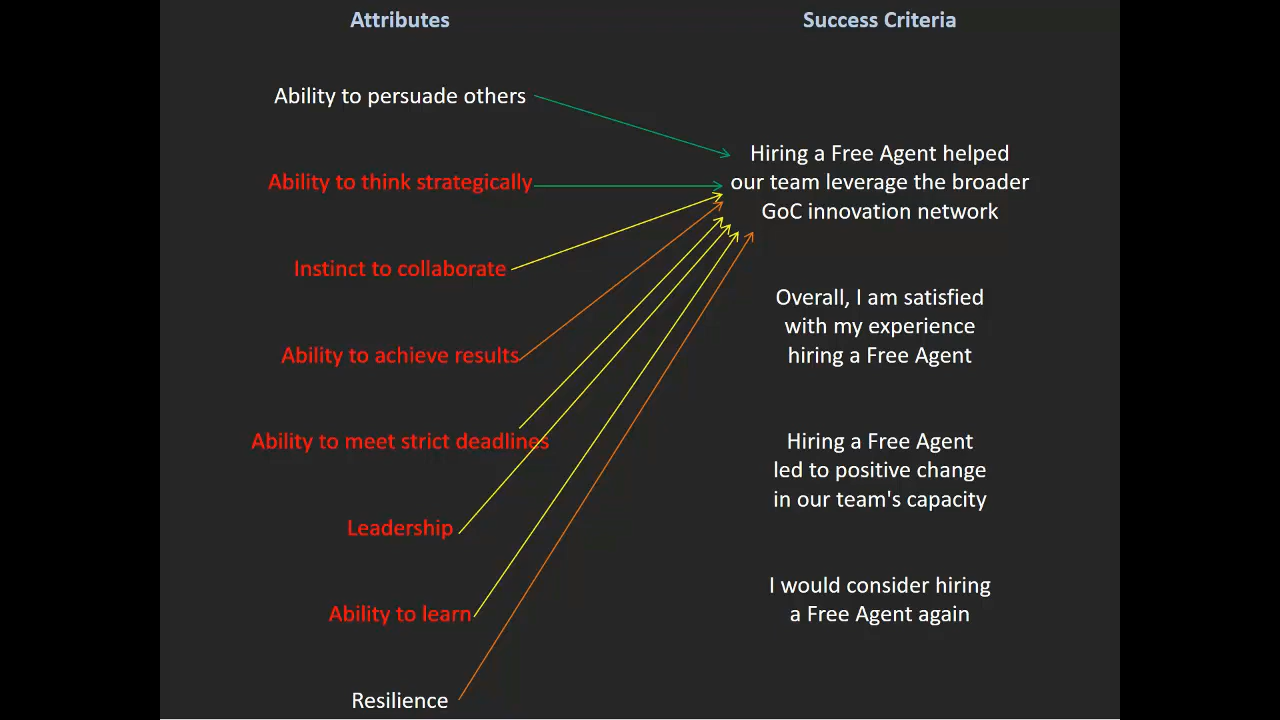 Attributes
Success Criteria
Ability to persuade others
Ability to think strategically
Instinct to collaborate
Ability to achieve results
Ability to meet strict deadlines
Leadership
Ability to learn
Resilience
Hiring a Free Agent helped
our team leverage the broader
GoC innovation network
Overall, I am satisfied
with my experience
hiring a Free Agent
Hiring a Free Agent
led to positive change
in our team's capacity
I would consider hiring
a Free Agent again